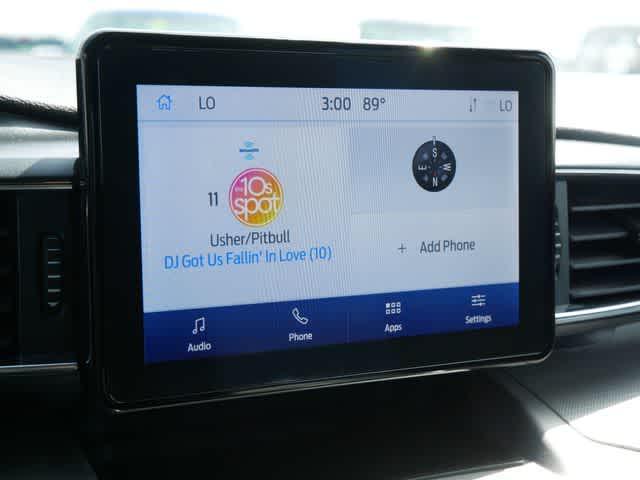 LO 3:00 89° LO
11
the 10s spot
Usher/Pitbull
DJ Got Us Fallin' In Love (10)
S
E W
N
+ Add Phone
Audio Phone Apps Settings